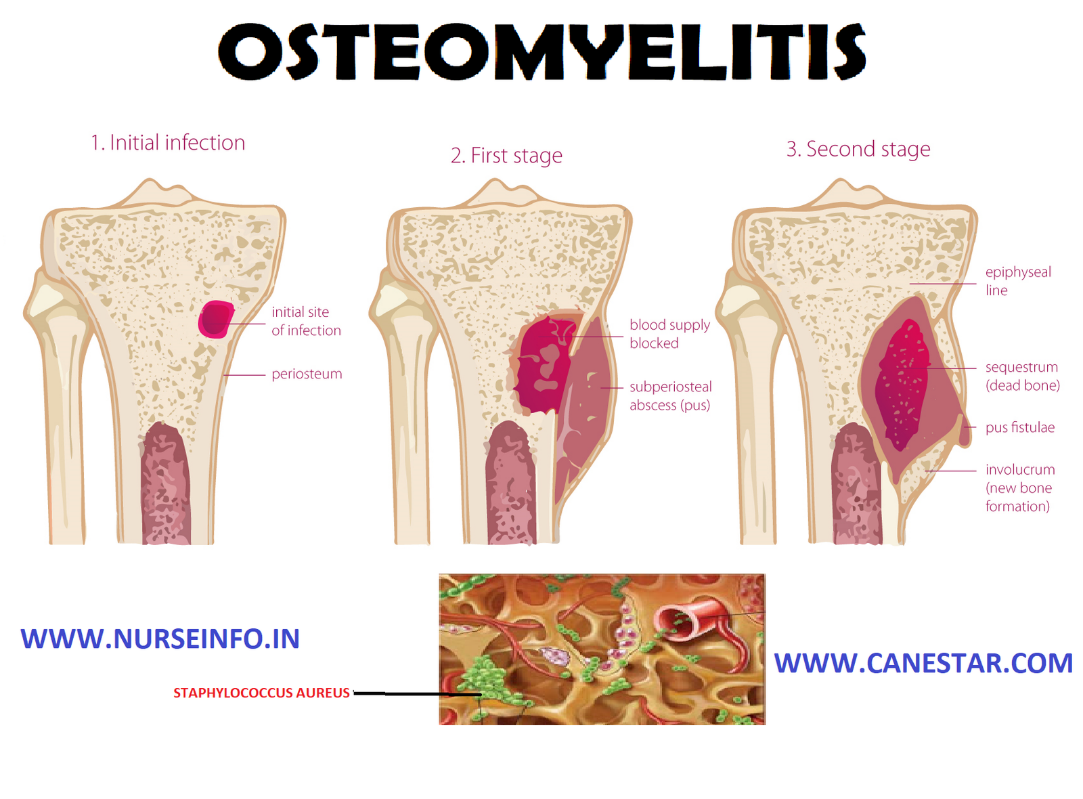 OSTEOMYELITIS
1. Initial infection
initial site
of infection
periosteum
2. First stage
blood supply
blocked
subperiosteal
abscess (pus)
3. Second stage
epiphyseal
line
sequestrum
(dead bone)
pus fistulae
involucrum
(new bone
formation)
WWW.NURSEINFO.IN
STAPHYLOCOCCUS AUREUS
WWW.CANESTAR.COM